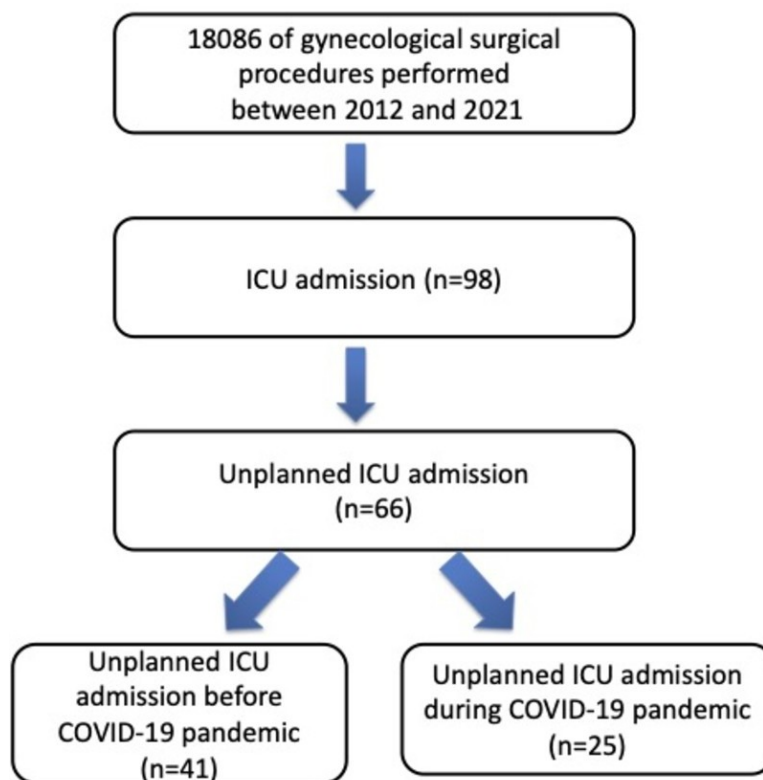 18086 of gynecological surgical
procedures performed
between 2012 and 2021
ICU admission (n=98)
Unplanned ICU admission
(n=66)
Unplanned ICU
admission before
COVID-19 pandemic
(n=41)
Unplanned ICU admission
during COVID-19 pandemic
(n=25)